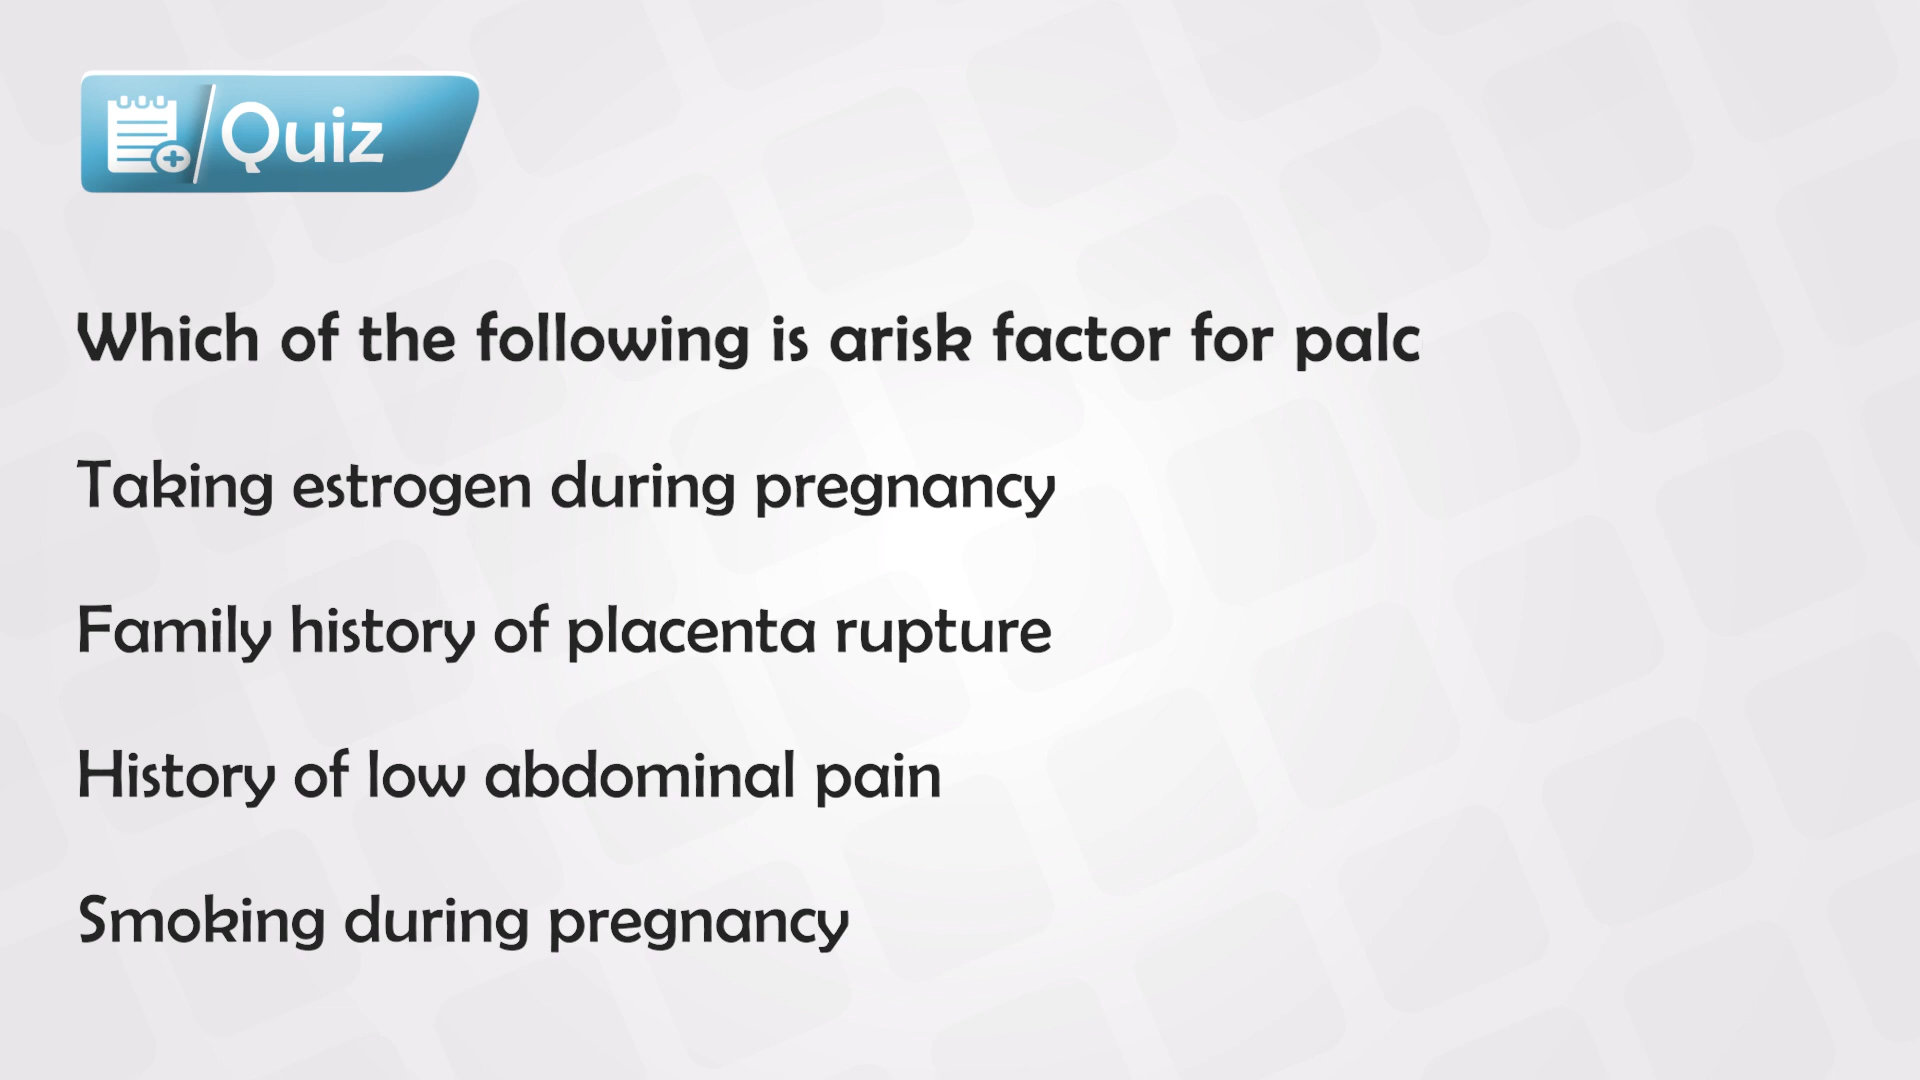 Quiz
Which of the following is arisk factor for palc
Taking estrogen during pregnancy
Family history of placenta rupture
History of low abdominal pain
Smoking during pregnancy